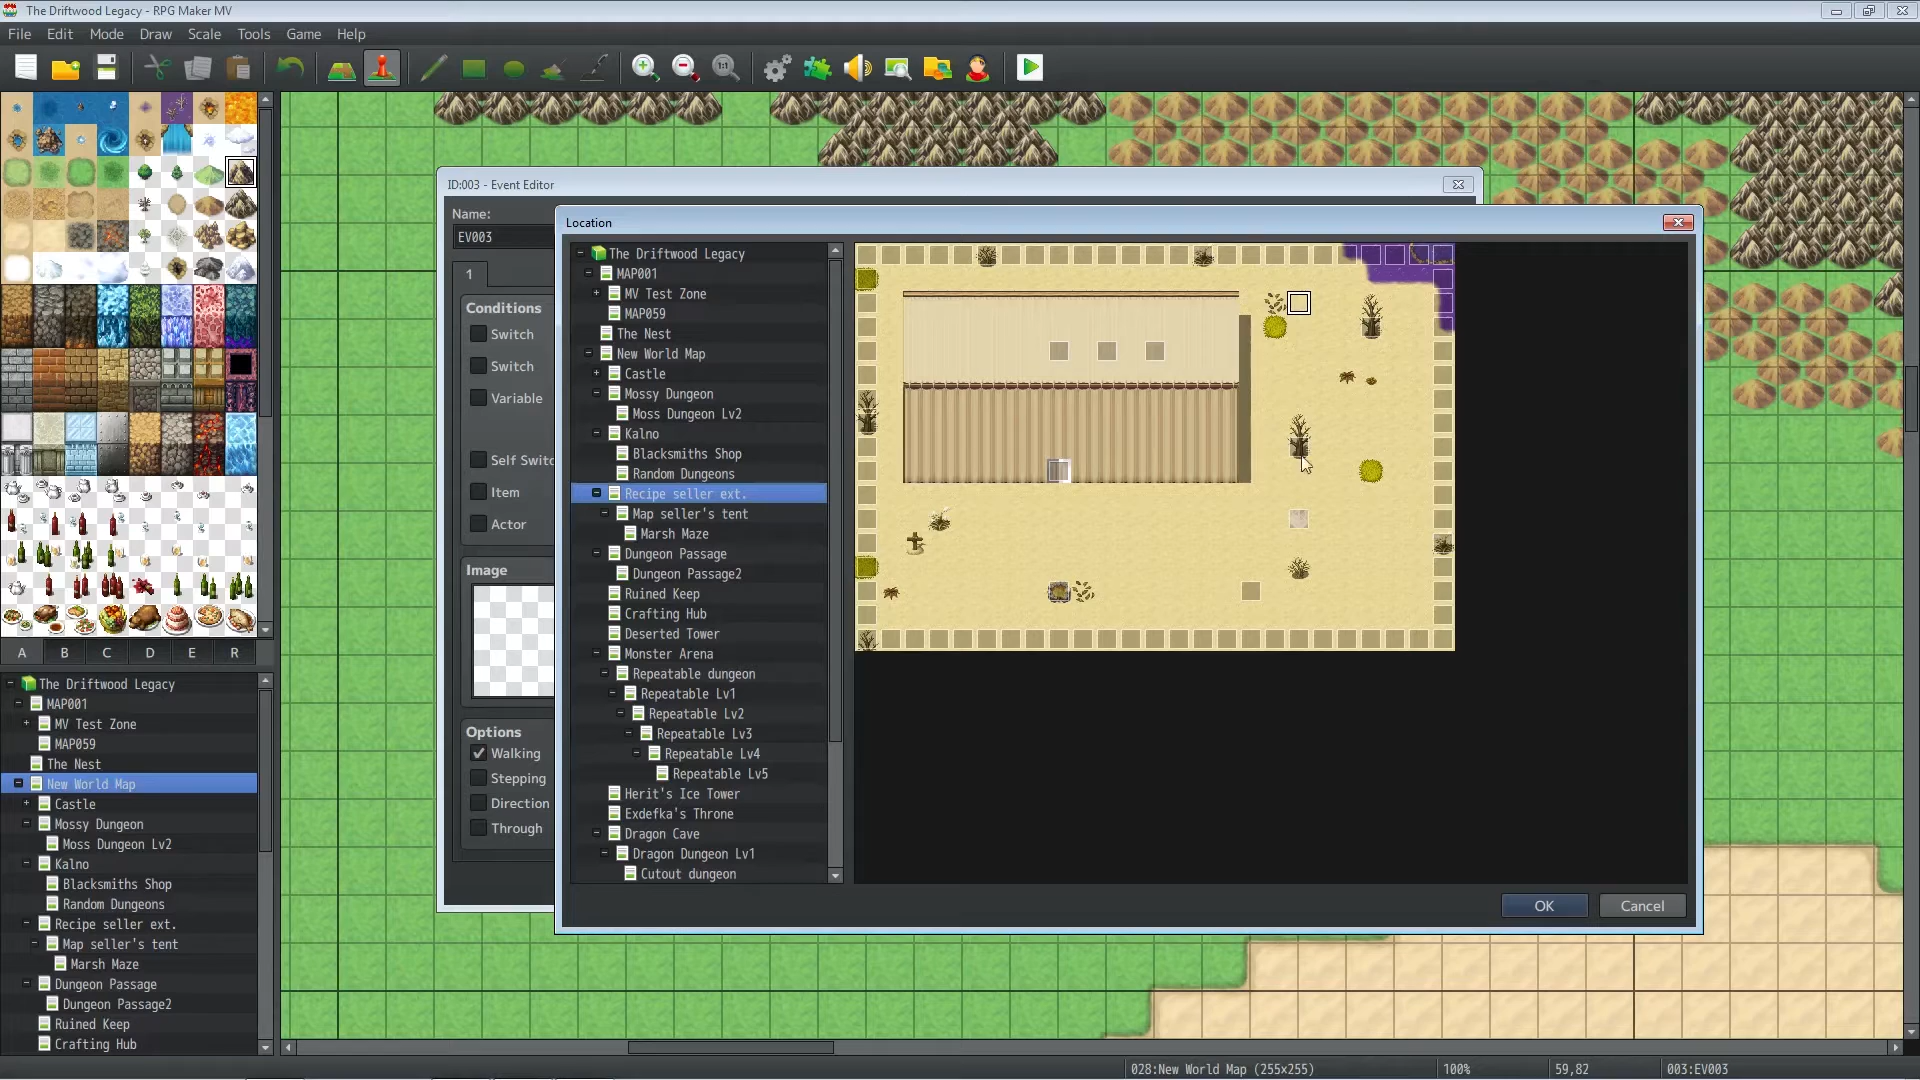 The Driftwood Legacy - RPG Maker MV
File Edit Mode Draw Scale Tools Game Help
1:1
ID:003 - Event Editor
Name:
EV003
1
Conditions
Switch
Switch
Variable
Self Switc
Item
Actor
Image
Options
Walking
Stepping
Direction
Through
Location
The Driftwood Legacy
MAP001
MV Test Zone
MAP059
The Nest
New World Map
Castle
Mossy Dungeon
Moss Dungeon Lv2
Kalno
Blacksmiths Shop
Random Dungeons
Recipe seller ext.
Map seller's tent
Marsh Maze
Dungeon Passage
Dungeon Passage2
Ruined Keep
Crafting Hub
Deserted Tower
Monster Arena
Repeatable dungeon
Repeatable Lv1
Repeatable Lv2
Repeatable Lv3
Repeatable Lv4
Repeatable Lv5
Herit's Ice Tower
Exdefka's Throne
Dragon Cave
Dragon Dungeon Lv1
Cutout dungeon
OK Cancel
A B C D E R
The Driftwood Legacy
MAP001
MV Test Zone
MAP059
The Nest
New World Map
Castle
Mossy Dungeon
Moss Dungeon Lv2
Kalno
Blacksmiths Shop
Random Dungeons
Recipe seller ext.
Map seller's tent
Marsh Maze
Dungeon Passage
Dungeon Passage2
Ruined Keep
Crafting Hub
028:New World Map (255×255) 100% 59,82 003:EV003